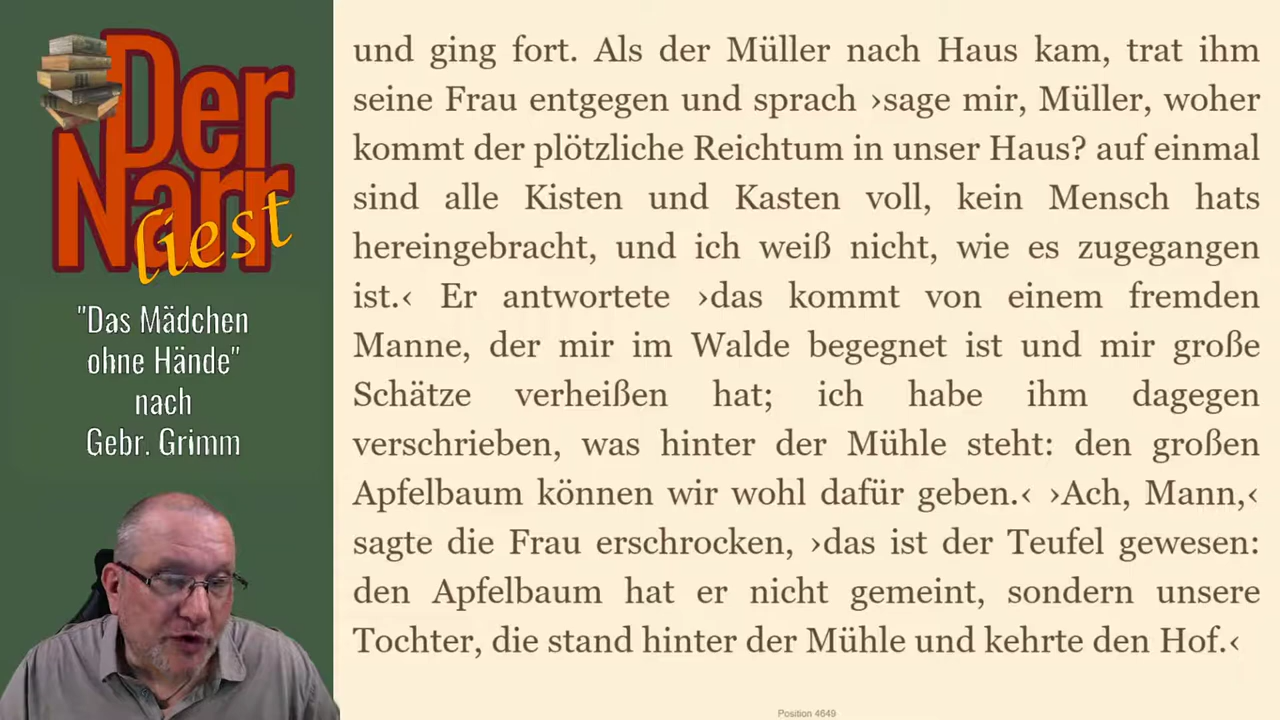 Der
Narr
liest
"Das Mädchen
ohne Hände"
nach
Gebr. Grimm
und ging fort. Als der Müller nach Haus kam, trat ihm
seine Frau entgegen und sprach ›sage mir, Müller, woher
kommt der plötzliche Reichtum in unser Haus? auf einmal
sind alle Kisten und Kasten voll, kein Mensch hats
hereingebracht, und ich weiß nicht, wie es zugegangen
ist.‹ Er antwortete ›das kommt von einem fremden
Manne, der mir im Walde begegnet ist und mir große
Schätze verheißen hat; ich habe ihm dagegen
verschrieben, was hinter der Mühle steht: den großen
Apfelbaum können wir wohl dafür geben.‹ ›Ach, Mann,‹
sagte die Frau erschrocken, ›das ist der Teufel gewesen:
den Apfelbaum hat er nicht gemeint, sondern unsere
Tochter, die stand hinter der Mühle und kehrte den Hof.‹
Position 4649